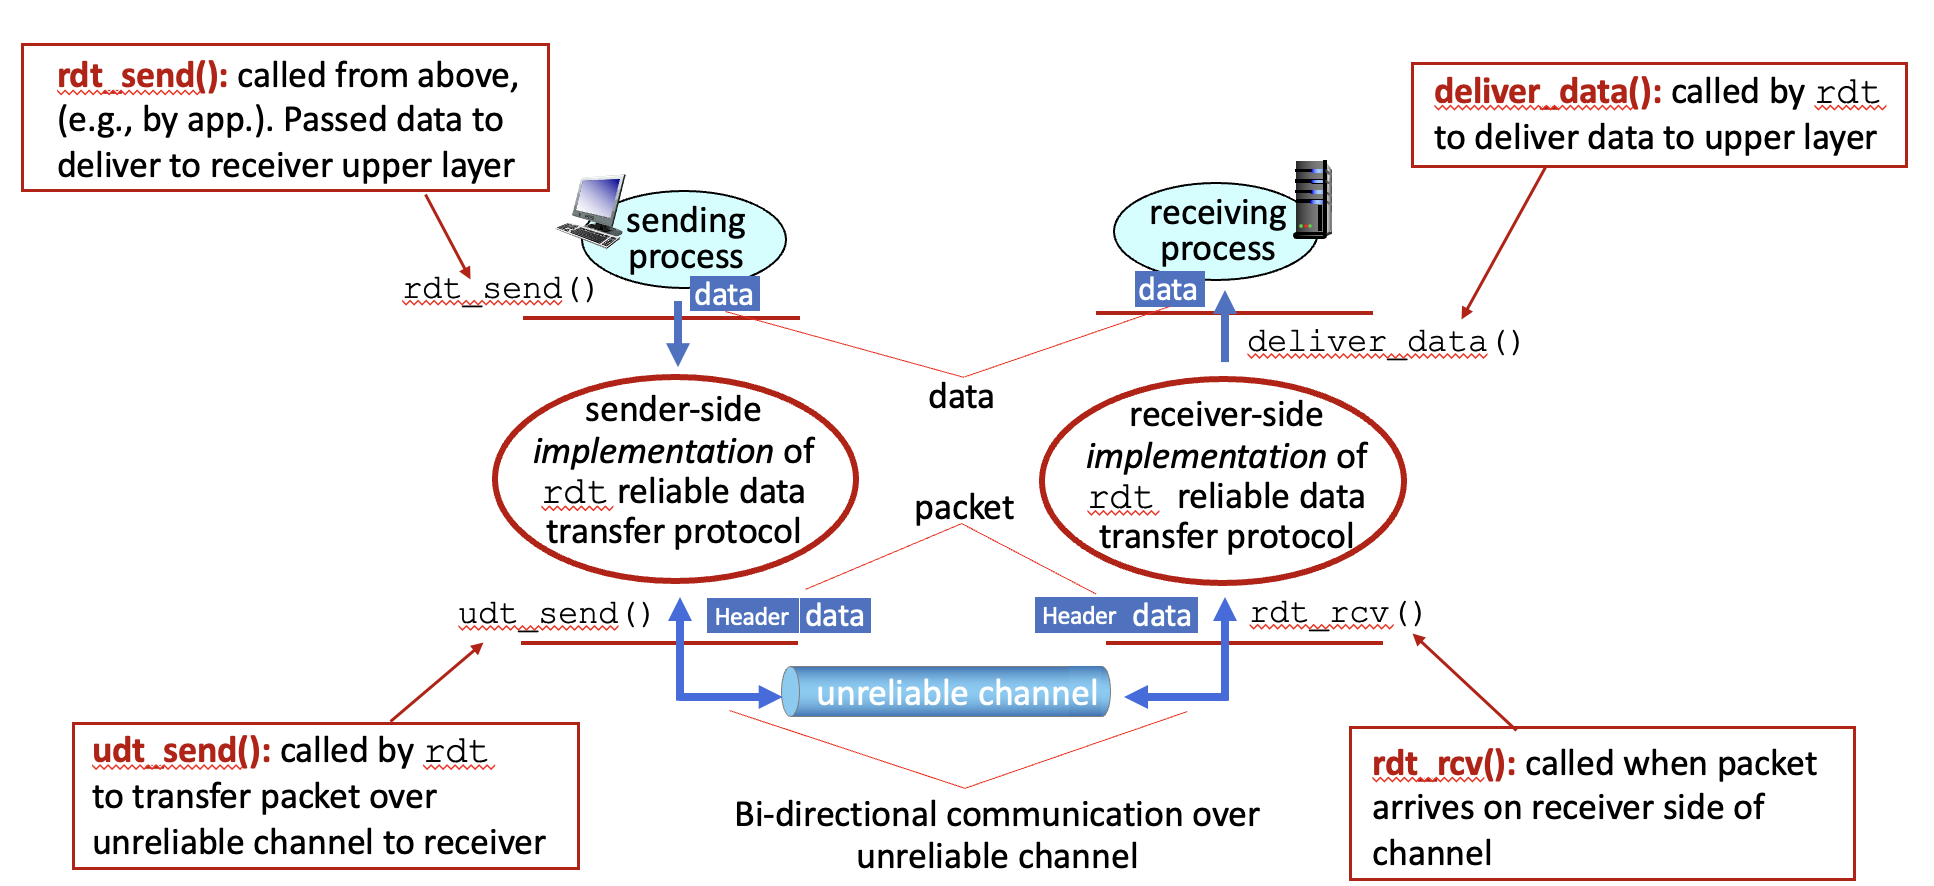 rdt_send(): called from above,
(e.g., by app.). Passed data to
deliver to receiver upper layer
deliver_data(): called by rdt
to deliver data to upper layer
sending
process
receiving
process
rdt_send()
data
data
deliver_data()
data
sender-side
implementation of
rdt reliable data
transfer protocol
receiver-side
implementation of
rdt reliable data
transfer protocol
packet
udt_send()
Header data
Header data
rdt_rcv()
unreliable channel
udt_send(): called by rdt
to transfer packet over
unreliable channel to receiver
Bi-directional communication over
unreliable channel
rdt_rcv(): called when packet
arrives on receiver side of
channel